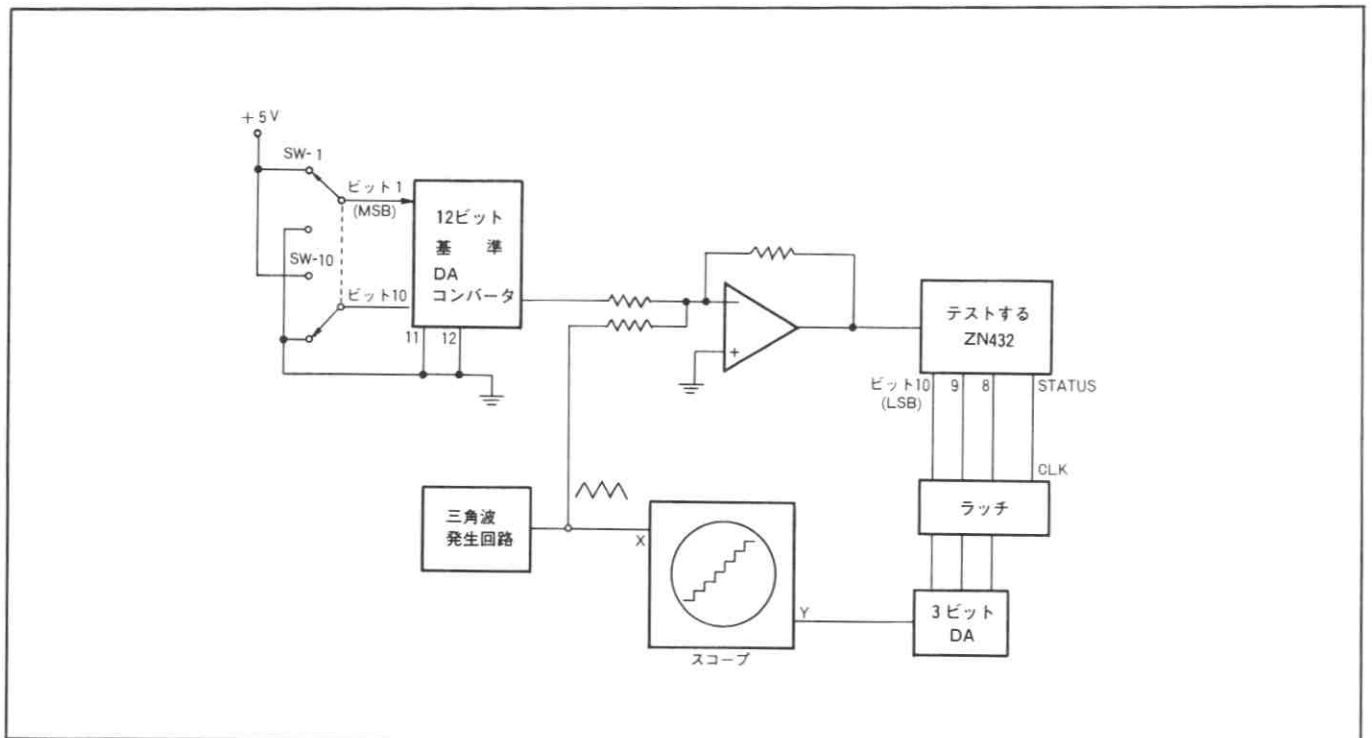 +5V
SW-1
ビット1
(MSB)
SW-10
ビット10
12ビット
基準
DA
コンバータ
11
12
テストする
ZN432
ビット10
(LSB)
9
8
STATUS
CLK
ラッチ
三角波
発生回路
X
Y
スコープ
3ビット
DA